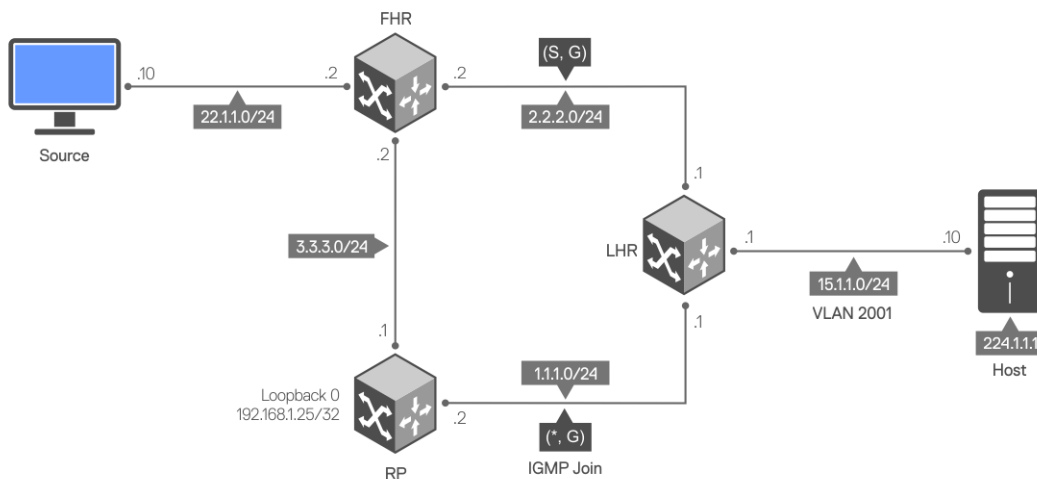 FHR
(S, G)
.10
.2
.2
22.1.1.0/24
2.2.2.0/24
Source
.2
.1
3.3.3.0/24
LHR
.1
.10
15.1.1.0/24
VLAN 2001
.1
.1
224.1.1.1
Host
1.1.1.0/24
Loopback 0
192.168.1.25/32
.2
(*, G)
IGMP Join
RP